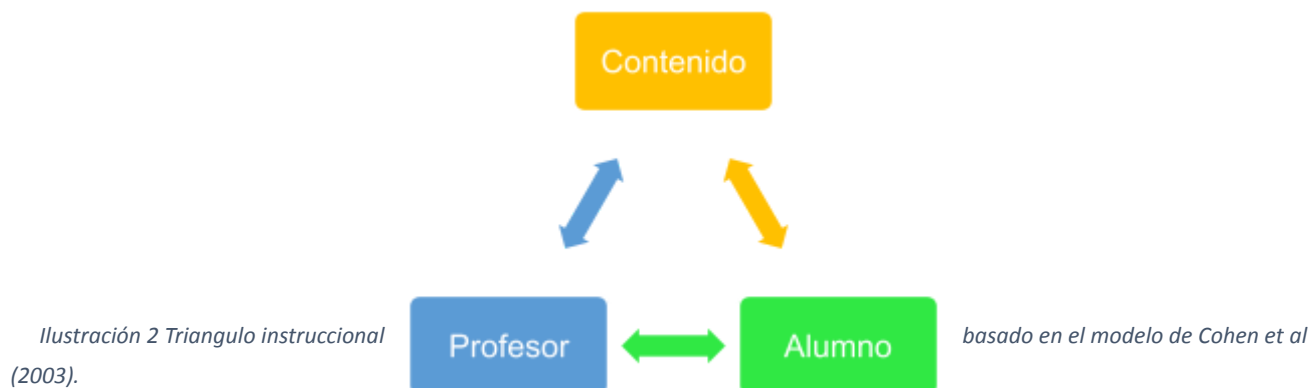 Contenido
Ilustración 2 Triangulo instruccional
Profesor
Alumno
basado en el modelo de Cohen et al
(2003).